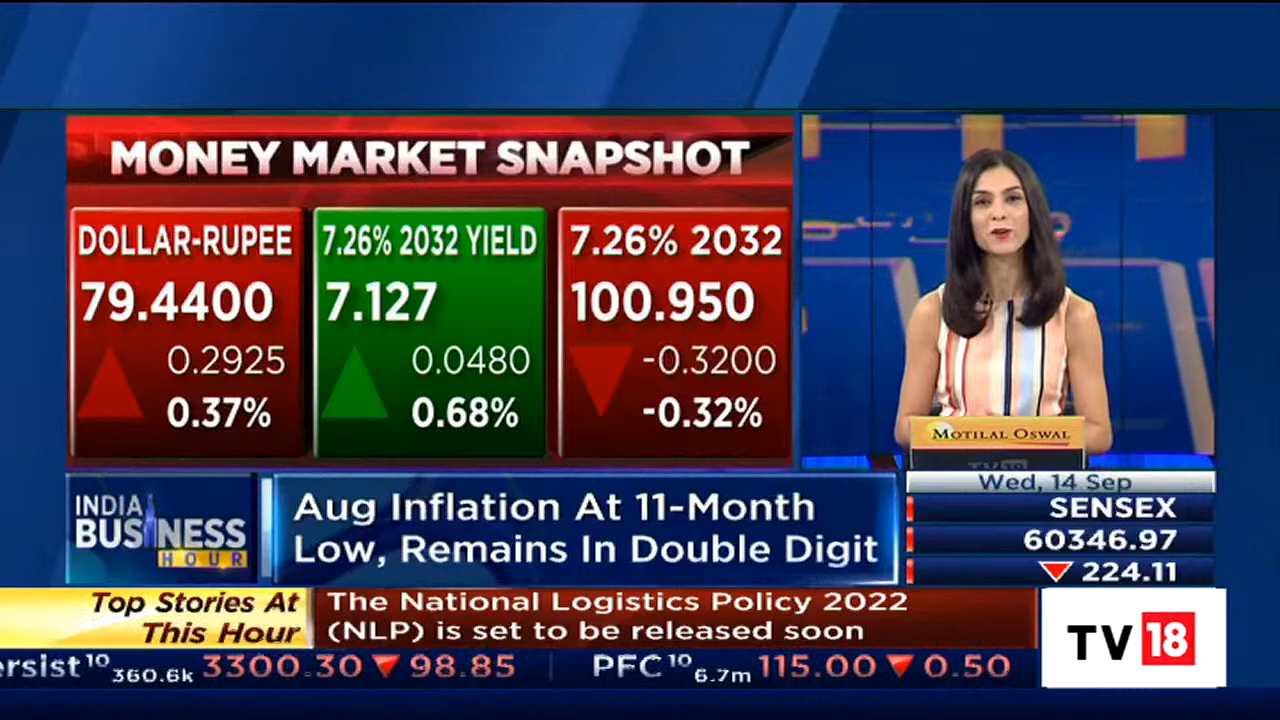 MONEY MARKET SNAPSHOT
DOLLAR-RUPEE
79.4400
0.2925
0.37%
7.26% 2032 YIELD
7.127
0.0480
0.68%
7.26% 2032
100.950
-0.3200
-0.32%
MOTILAL OSWAL
TV18
Wed, 14 Sep
SENSEX
60346.97
224.11
INDIA
BUSINESS
HOUR
Aug Inflation At 11-Month
Low, Remains In Double Digit
Top Stories At
This Hour
The National Logistics Policy 2022
(NLP) is set to be released soon
TV18
ersist 10 360.6k 3300.30 98.85 PFC 10 6.7m 115.00 0.50